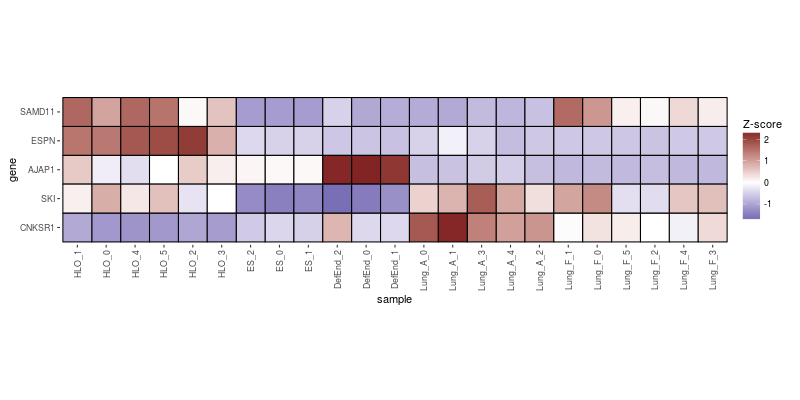 Z-score
2
1
0
-1
gene
SAMD11
ESPN
AJAP1
SKI
CNKSR1
HLO_1
HLO_0
HLO_4
HLO_5
HLO_2
HLO_3
ES_2
ES_0
ES_1
DefEnd_2
DefEnd_0
DefEnd_1
Lung_A_0
Lung_A_1
Lung_A_3
Lung_A_4
Lung_A_2
Lung_F_1
Lung_F_0
Lung_F_5
Lung_F_2
Lung_F_4
Lung_F_3
sample